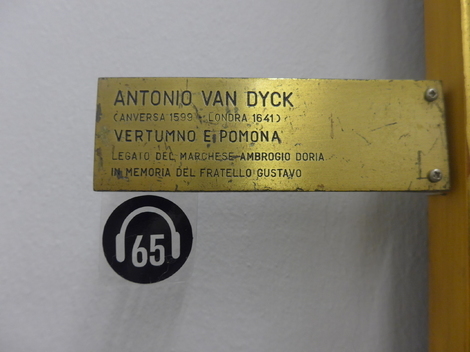 ANTONIO VAN DYCK
(ANVERSA 1599 - LONDRA 1641)
VERTUMNO E POMONA
LEGATO DEL MARCHESE AMBROGIO DORIA
IN MEMORIA DEL FRATELLO GUSTAVO
65